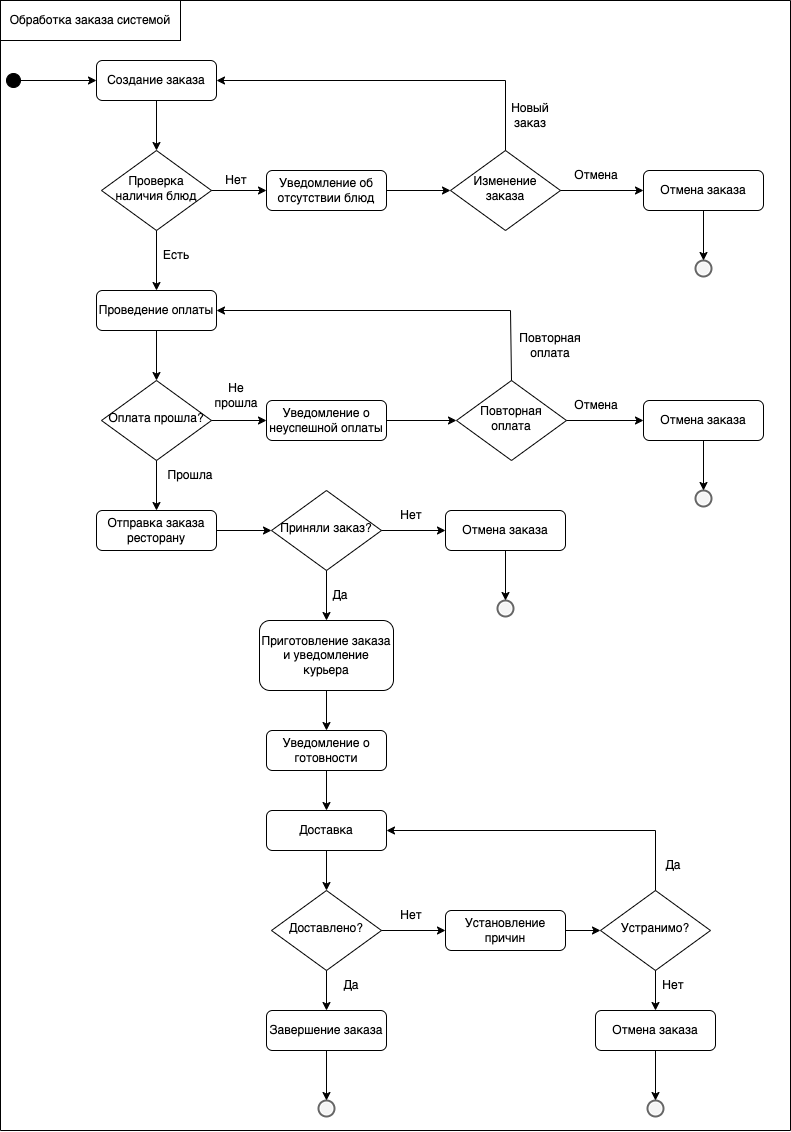 Обработка заказа системой
Создание заказа
Новый
заказ
Проверка
наличия блюд
Нет
Уведомление об
отсутствии блюд
Изменение
заказа
Отмена
Отмена заказа
Есть
Проведение оплаты
Повторная
оплата
Оплата прошла?
Не
прошла
Уведомление о
неуспешной оплаты
Повторная
оплата
Отмена
Отмена заказа
Прошла
Отправка заказа
ресторану
Приняли заказ?
Нет
Отмена заказа
Да
Приготовление заказа
и уведомление
курьера
Уведомление о
готовности
Доставка
Да
Доставлено?
Нет
Установление
причин
Устранимо?
Да
Нет
Завершение заказа
Отмена заказа